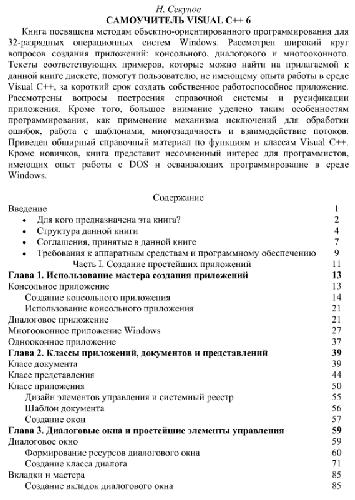 Н. Секунов
САМОУЧИТЕЛЬ VISUAL C++ 6
Книга посвящена методам объектно-ориентированного программирования для
32-разрядных операционных систем Windows. Рассмотрен широкий круг
вопросов создания приложений: консольного, диалогового и многооконного.
Тексты соответствующих примеров, которые можно найти на прилагаемой к
данной книге дискете, помогут пользователю, не имеющему опыта работы в среде
Visual C++, за короткий срок создать собственное работоспособное приложение.
Рассмотрены вопросы построения справочной системы и русификации
приложения. Кроме того, большое внимание уделено таким особенностям
программирования, как применение механизма исключений для обработки
ошибок, работа с шаблонами, многозадачность и взаимодействие потоков.
Приведен обширный справочный материал по функциям и классам Visual C++.
Кроме новичков, книга представит несомненный интерес для программистов,
имеющих опыт работы с DOS и осваивающих программирование в среде
Windows.
Содержание
Введение 1
• Для кого предназначена эта книга? 2
• Структура данной книги 4
• Соглашения, принятые в данной книге 7
• Требования к аппаратным средствам и программному обеспечению 9
Часть I. Создание простейших приложений 11
Глава 1. Использование мастера создания приложений 13
Консольное приложение 13
Создание консольного приложения 14
Использование консольного приложения 21
Диалоговое приложение 21
Многооконное приложение Windows 27
Однооконное приложение 37
Глава 2. Классы приложений, документов и представлений 39
Класс документа 39
Класс представления 44
Класс приложения 50
Дизайн элементов управления и системный реестр 55
Шаблон документа 56
Создание окон 57
Глава 3. Диалоговые окна и простейшие элементы управления 59
Диалоговое окно 59
Формирование ресурсов диалогового окна 60
Создание класса диалога 71
Вкладки и мастера 85
Создание вкладок диалогового окна 85